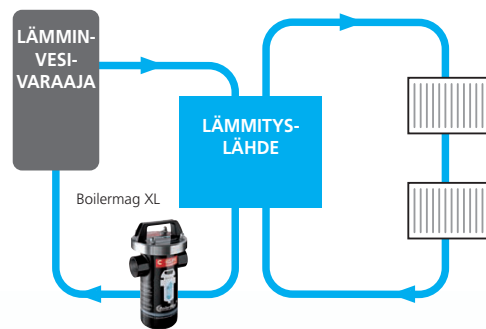 LÄMMIN-
VESI-
VARAAJA
LÄMMITYS-
LÄHDE
Boilermag XL